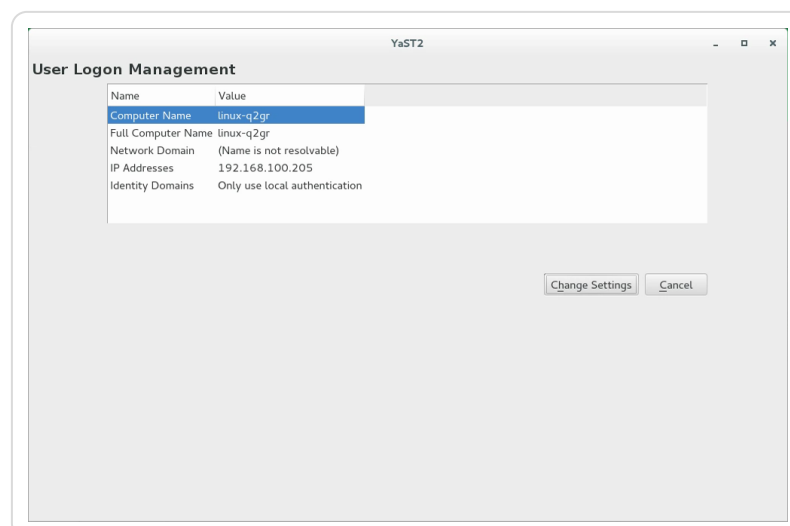 YaST2
User Logon Management
Name Value
Computer Name linux-q2gr
Full Computer Name linux-q2gr
Network Domain (Name is not resolvable)
IP Addresses 192.168.100.205
Identity Domains Only use local authentication
Change Settings Cancel